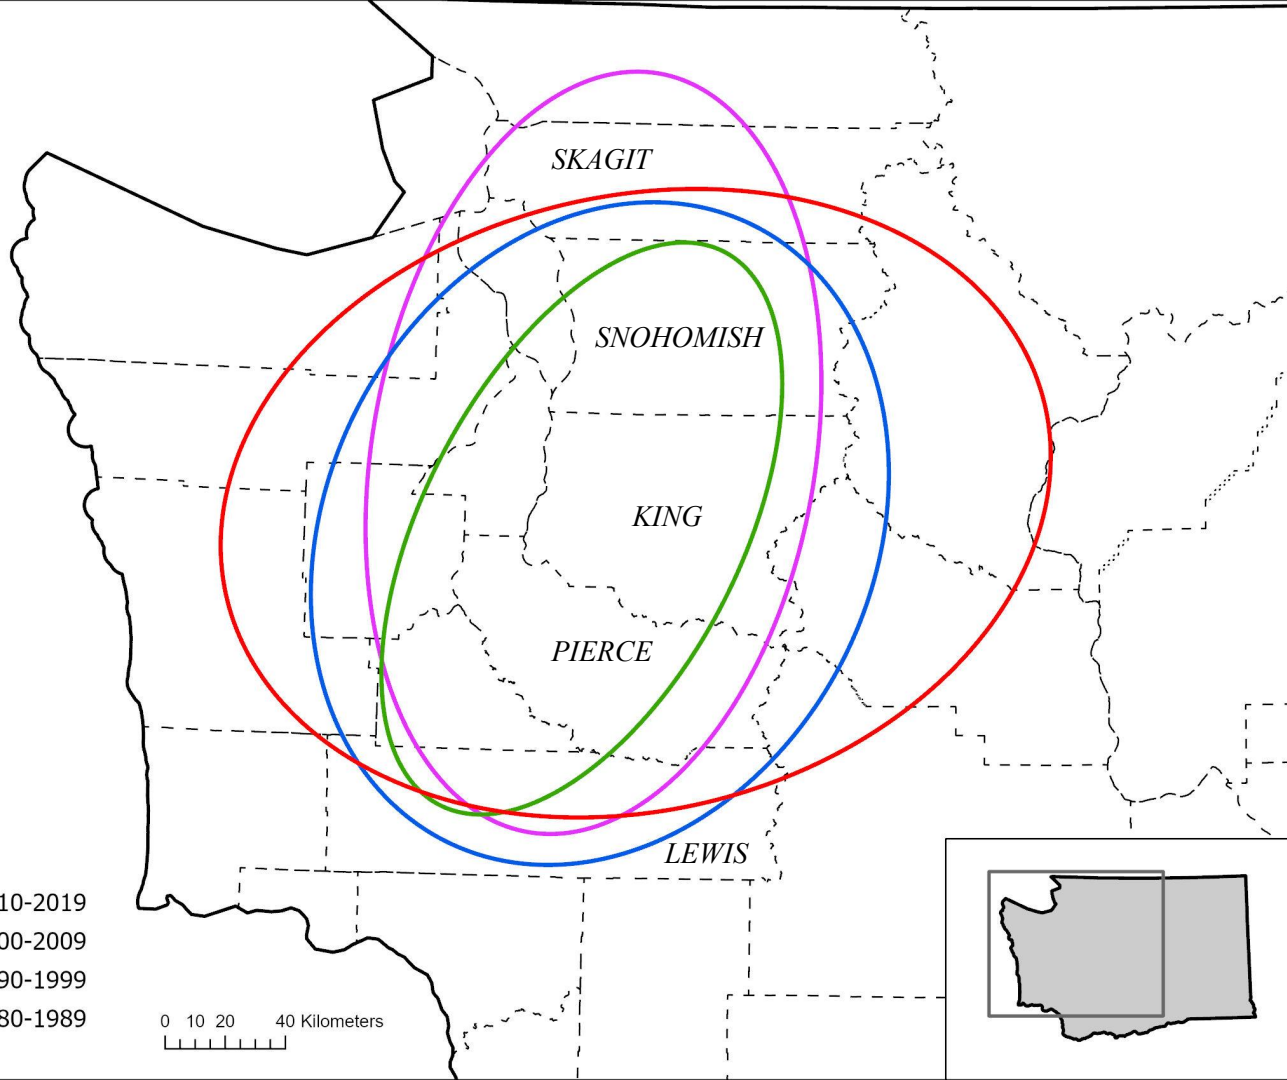 SKAGIT
SNOHOMISH
KING
PIERCE
LEWIS
10-2019
00-2009
90-1999
80-1989
0 10 20 40 Kilometers